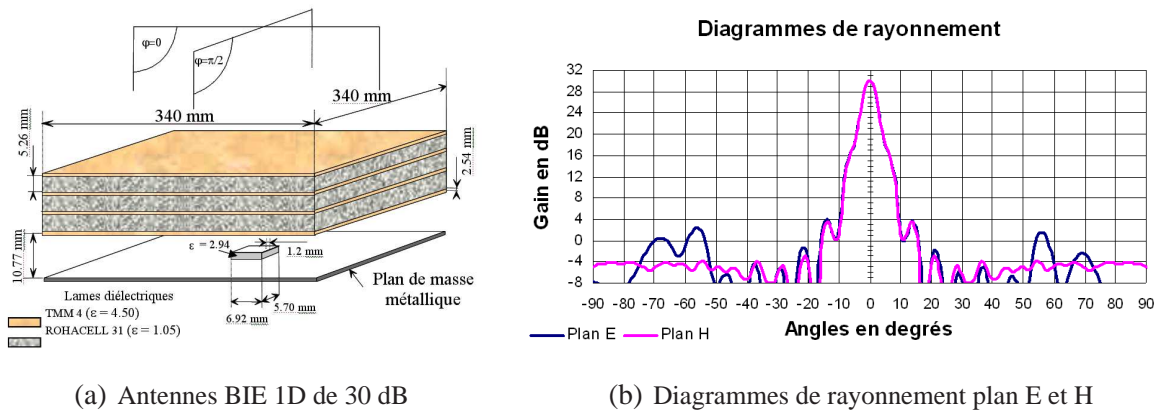 φ=0
φ=π/2
340 mm
340 mm
5.26 mm
2.54 mm
10.77 mm
ε = 2.94
1.2 mm
Plan de masse
métallique
5.70 mm
6.92 mm
Lames diélectriques
TMM 4 (ε = 4.50)
ROHACELL 31 (ε = 1.05)
(a) Antennes BIE 1D de 30 dB
Diagrammes de rayonnement
Gain en dB
32
28
24
20
16
12
8
4
0
-4
-8
-90 -80 -70 -60 -50 -40 -30 -20 -10 0 10 20 30 40 50 60 70 80 90
Angles en degrés
Plan E Plan H
(b) Diagrammes de rayonnement plan E et H